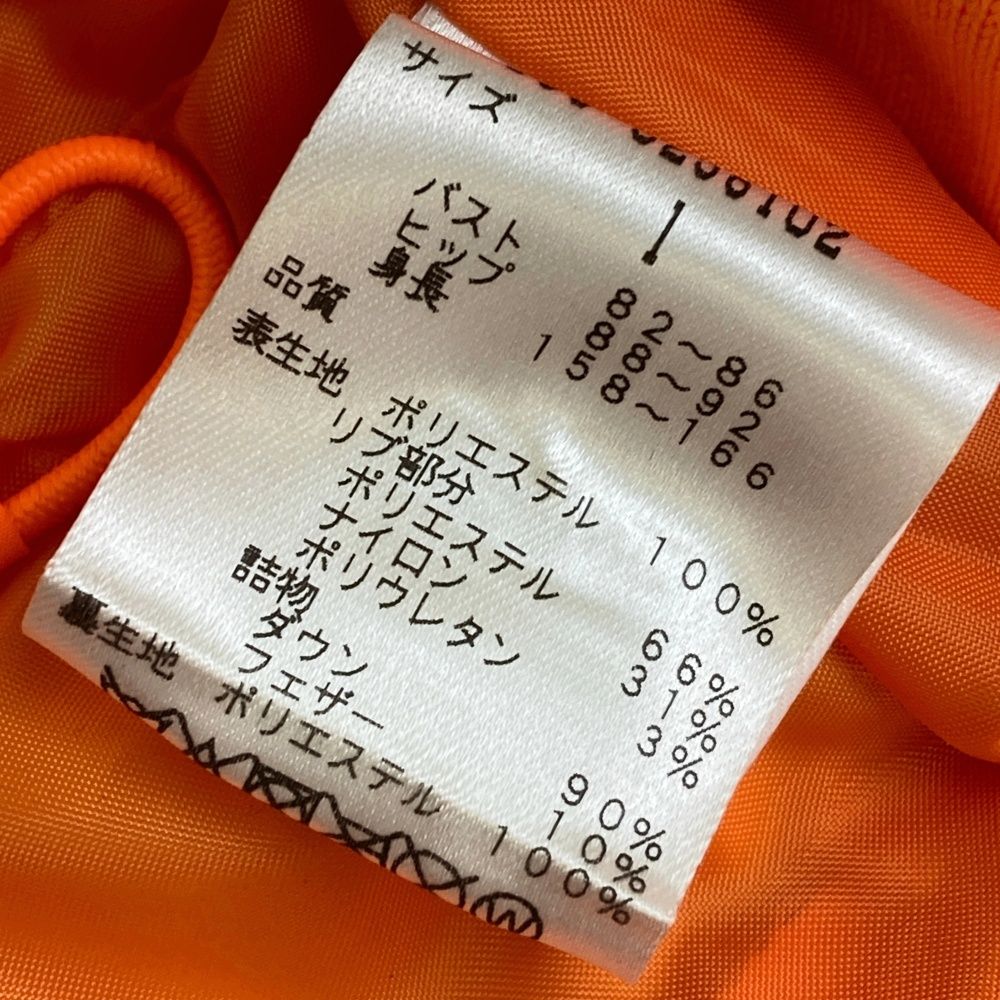 サイズ 1
バスト 82～86
ヒップ 88～92
身長 158～166
品質
表生地 ポリエステル 100%
リブ部分
ポリエステル 66%
ナイロン 31%
ポリウレタン 3%
詰物
ダウン 90%
フェザー 10%
裏生地 ポリエステル 100%
W